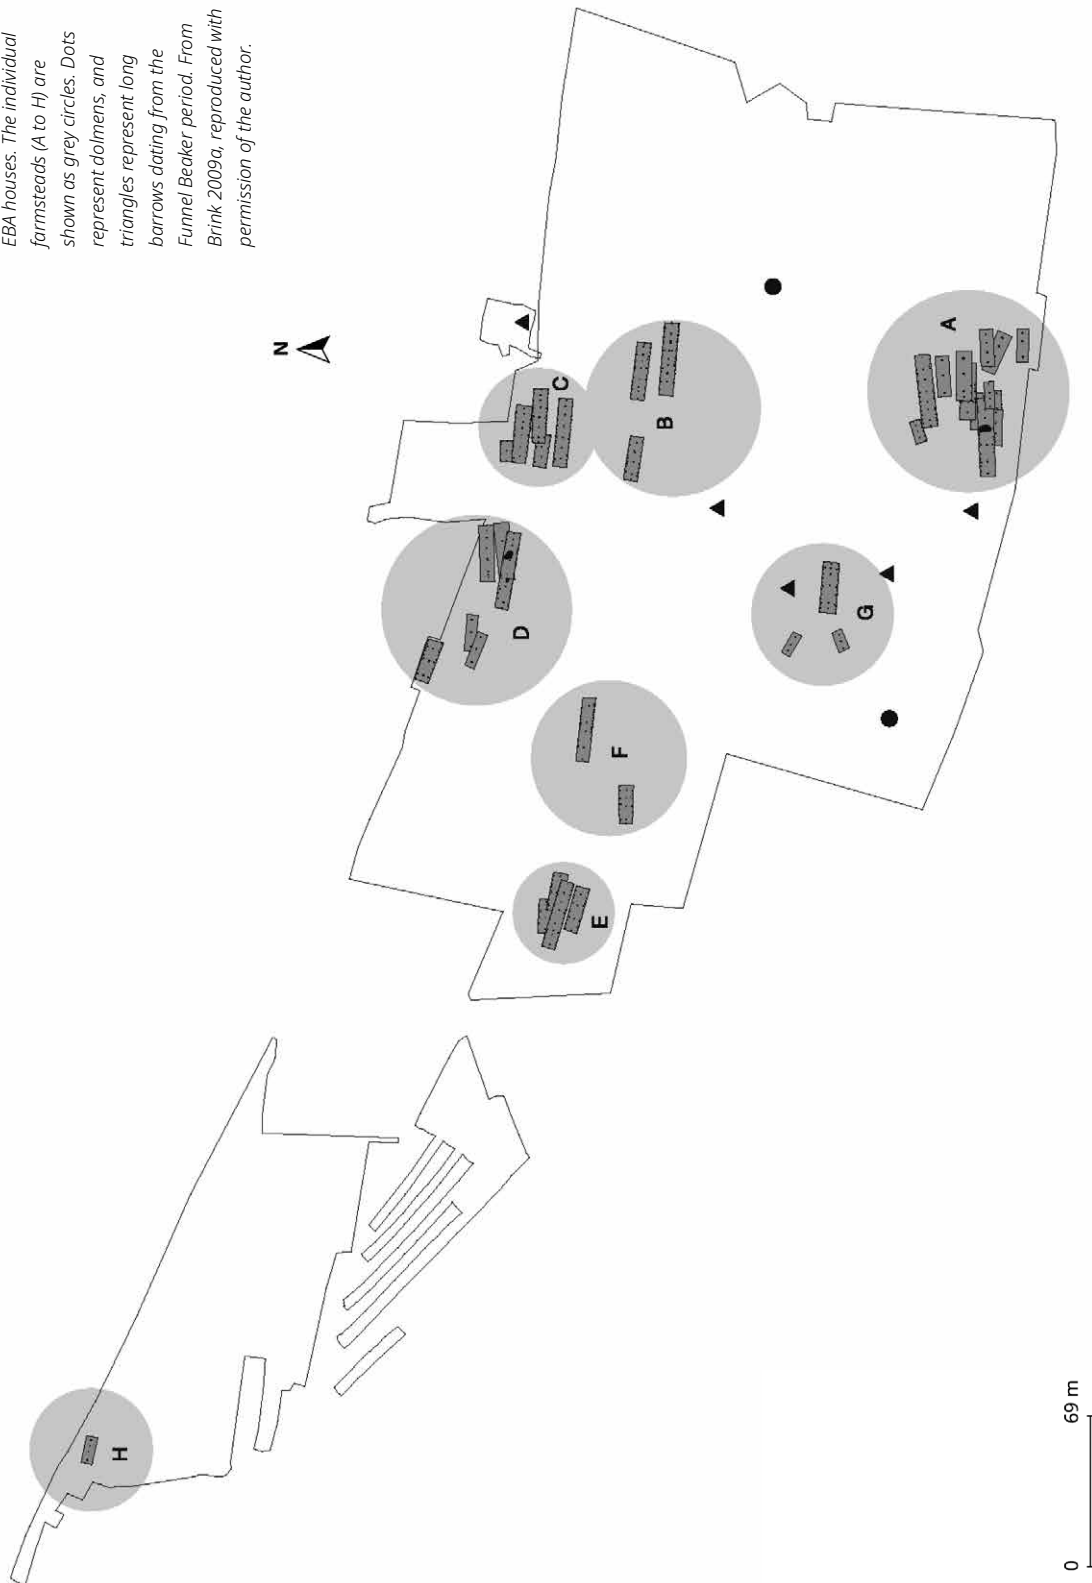 EBA houses. The individual
farmsteads (A to H) are
shown as grey circles. Dots
represent dolmens, and
triangles represent long
barrows dating from the
Funnel Beaker period. From
Brink 2009a, reproduced with
permission of the author.
N
A
B
C
D
E
F
G
H
0 69 m